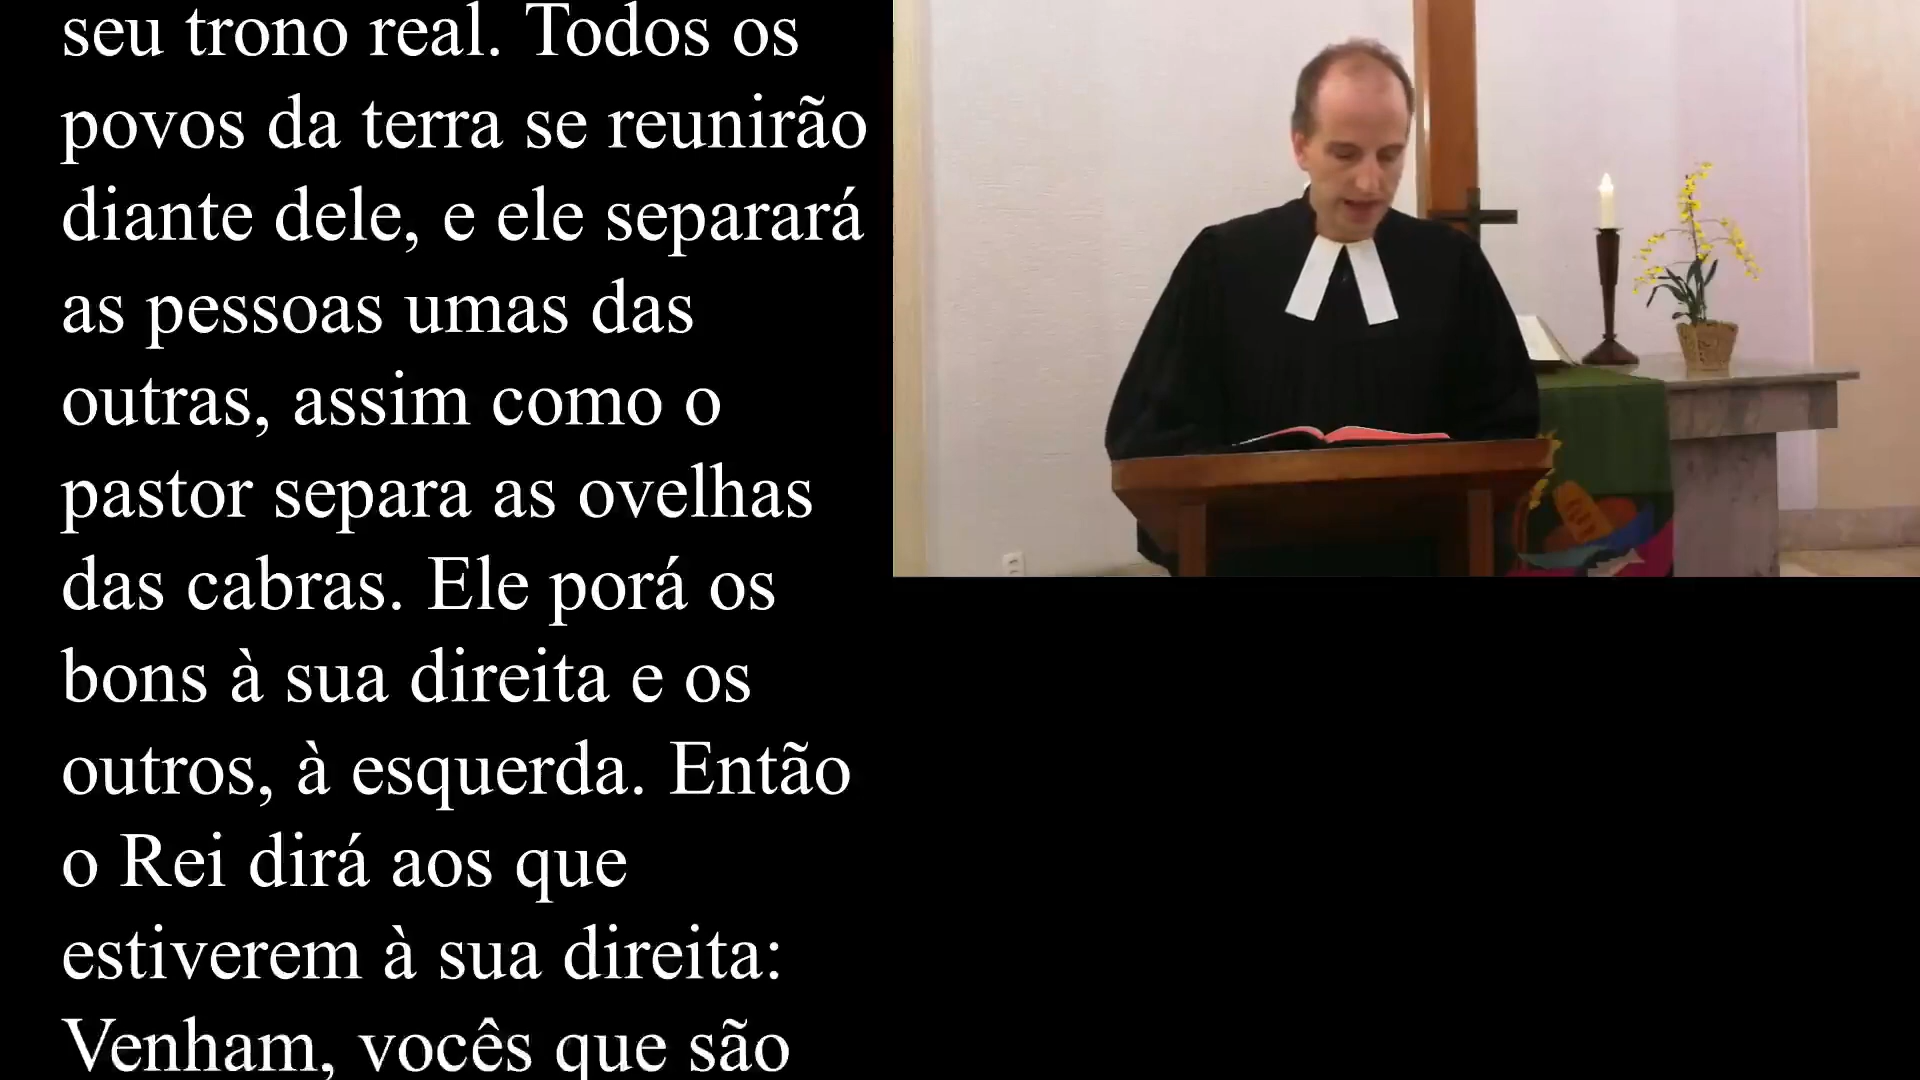 seu trono real. Todos os
povos da terra se reunirão
diante dele, e ele separará
as pessoas umas das
outras, assim como o
pastor separa as ovelhas
das cabras. Ele porá os
bons à sua direita e os
outros, à esquerda. Então
o Rei dirá aos que
estiverem à sua direita:
Venham, vocês que são